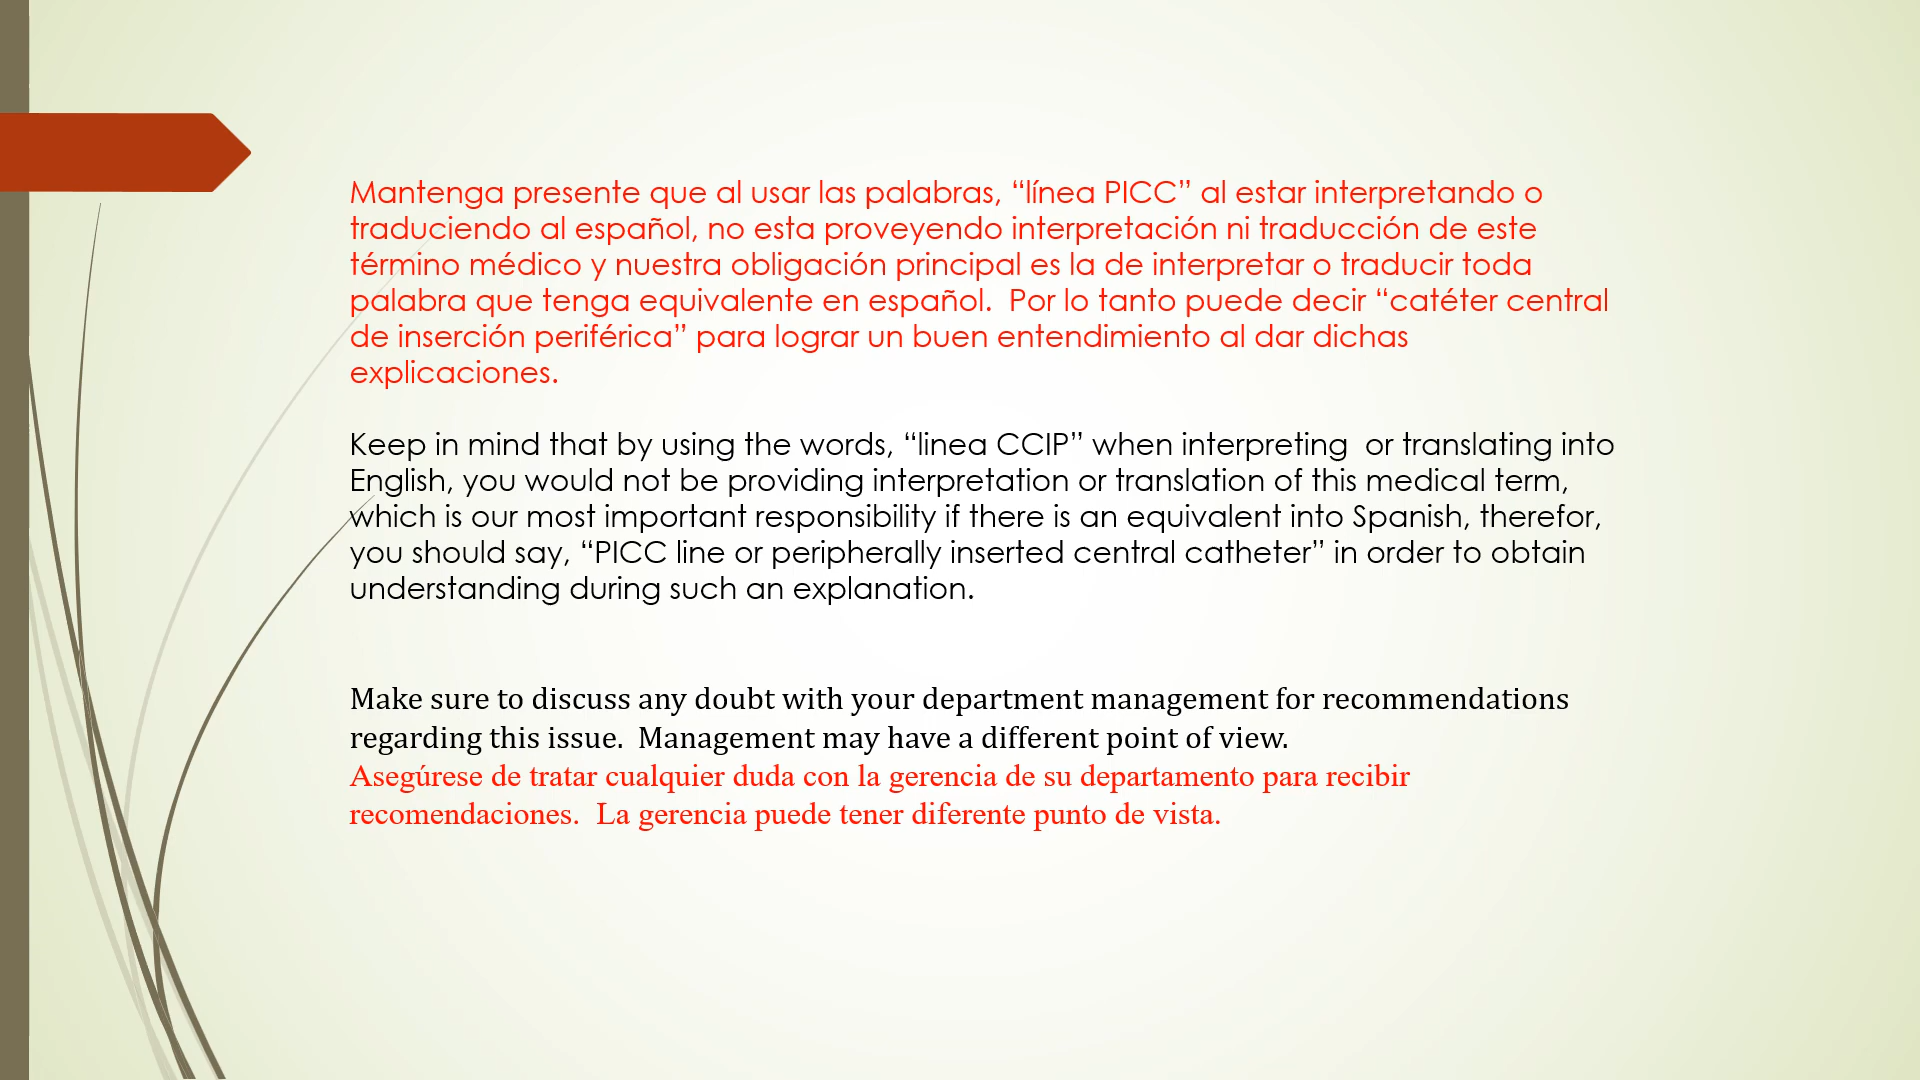 Mantenga presente que al usar las palabras, “línea PICC” al estar interpretando o
traduciendo al español, no esta proveyendo interpretación ni traducción de este
término médico y nuestra obligación principal es la de interpretar o traducir toda
palabra que tenga equivalente en español.  Por lo tanto puede decir “catéter central
de inserción periférica” para lograr un buen entendimiento al dar dichas
explicaciones.
Keep in mind that by using the words, “linea CCIP” when interpreting  or translating into
English, you would not be providing interpretation or translation of this medical term,
which is our most important responsibility if there is an equivalent into Spanish, therefor,
you should say, “PICC line or peripherally inserted central catheter” in order to obtain
understanding during such an explanation.
Make sure to discuss any doubt with your department management for recommendations
regarding this issue.  Management may have a different point of view.
Asegúrese de tratar cualquier duda con la gerencia de su departamento para recibir
recomendaciones.  La gerencia puede tener diferente punto de vista.